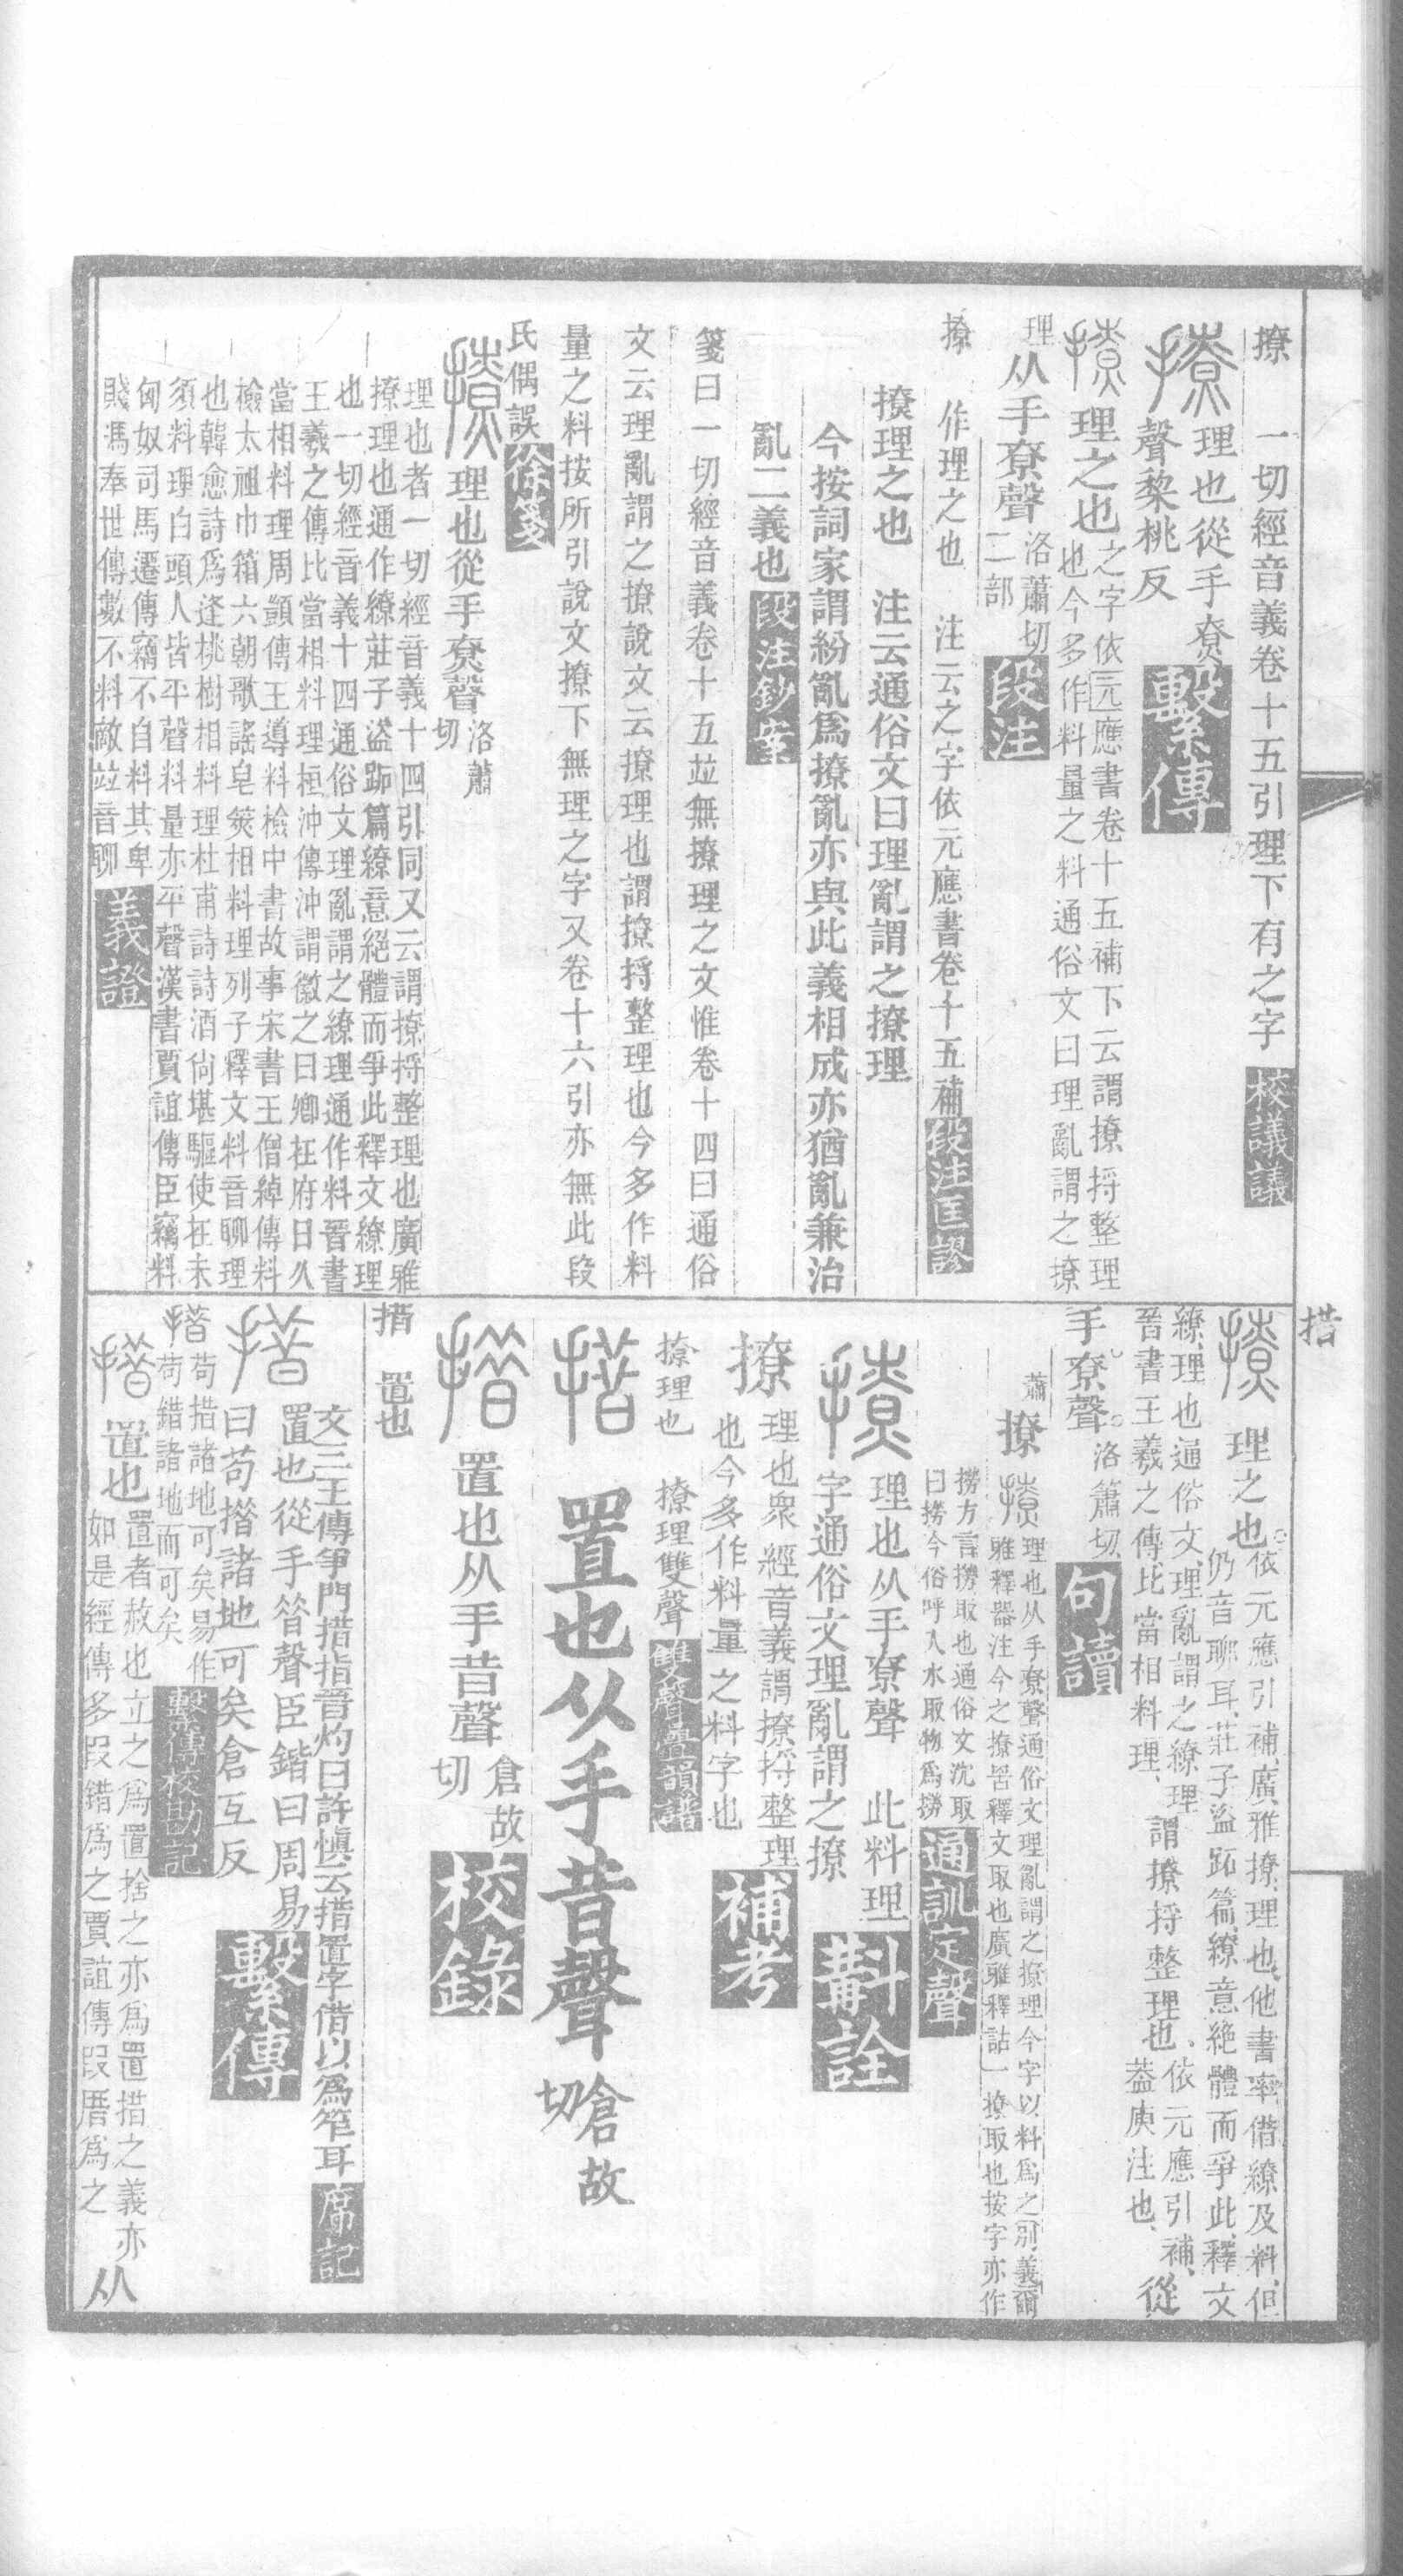 撩　一切經音義卷十五引理下有之字　校議議
撩理也從手尞
聲黎桃反　繫傳
撩理之也
之字依元應書卷十五補下云謂撩捋整理
也今多作料量之料通俗文曰理亂謂之撩
理
从手尞聲
洛蕭切
二部
段注
撩　作理之也　注云之字依元應書卷十五補　段注匡謬
撩理之也　注云通俗文曰理亂謂之撩理
今按詞家謂紛亂爲撩亂亦與此義相成亦猶亂兼治
亂二義也　段注鈔案
箋曰一切經音義卷十五竝無撩理之文惟卷十四曰通俗
文云理亂謂之撩說文云撩理也謂撩捋整理也今多作料
量之料按所引說文撩下無理之字又卷十六引亦無此段
氏偶誤　徐箋
撩理也從手尞聲
洛蕭
切
理也者一切經音義十四引同又云謂撩捋整理也廣雅
撩理也通作繚莊子盜跖篇繚意絕體而爭此釋文繚理
也一切經音義十四通俗文理亂謂之繚理通作料晉書
王羲之傳比當相料理桓沖傳沖謂徽之曰卿在府日久
當相料理周顗傳王導料檢中書故事宋書王僧綽傳料
檢太祖巾箱六朝歌謠皂莢相料理列子釋文料音聊理
也韓愈詩爲逢桃樹相料理杜甫詩詩酒尙堪驅使在未
須料理白頭人皆平聲料量亦平聲漢書賈誼傳臣竊料
匈奴司馬遷傳竊不自料其卑
賤馮奉世傳數不料敵竝音聊
義證
措
撩理之也
依元應引補廣雅撩理也他書率借繚及料但
仍音聊耳莊子盜跖篇繚意絕體而爭此釋文
繚理也通俗文理亂謂之繚理
晉書王羲之傳比當相料理
謂撩捋整理也
依元應引補
葢庾注也
從
手尞聲
洛簫切
句讀
蕭
撩
撩理也从手尞聲通俗文理亂謂之撩理今字以料爲之別義爾
雅釋器注今之撩罟釋文取也廣雅釋詁一撩取也按字亦作
撈方言撈取也通俗文沈取
曰撈今俗呼入水取物爲撈
通訓定聲
撩理也从手尞聲　此料理
字通俗文理亂謂之撩
斠詮
撩
理也衆經音義謂撩捋整理
也今多作料量之料字也
補考
撩理也　撩理雙聲　雙聲疊韻譜
措置也从手昔聲
倉故
切
措置也从手昔聲
倉故
切
校錄
措　置也
文三王傳爭門措指晉灼曰許愼云措置字借以爲笮耳　席記
措置也從手㫺聲臣鍇曰周易
曰苟措諸地可矣倉互反
繫傳
措苟措諸地可矣易作
苟錯諸地而可矣
繫傳校勘記
措置也
置者赦也立之爲置捨之亦爲置措之義亦
如是經傳多叚錯爲之賈誼傳叚厝爲之
从